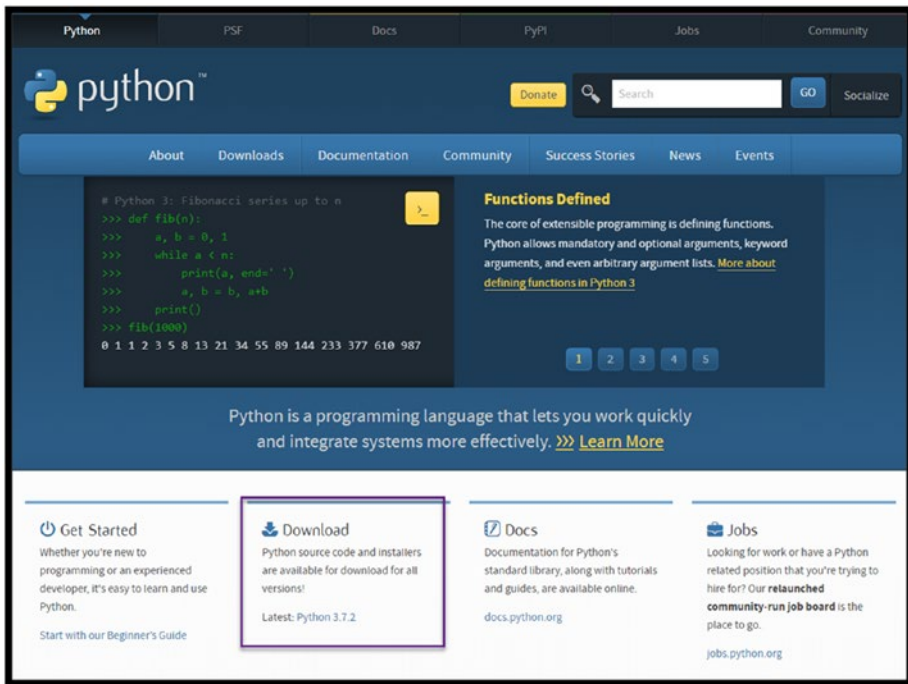 Python PSF Docs PyPI Jobs Community
python™
Donate Search GO Socialize
About Downloads Documentation Community Success Stories News Events
# Python 3: Fibonacci series up to n
>>> def fib(n):
>>>     a, b = 0, 1
>>>     while a < n:
>>>         print(a, end=' ')
>>>         a, b = b, a+b
>>>     print()
>>> fib(1000)
0 1 1 2 3 5 8 13 21 34 55 89 144 233 377 610 987
>_
Functions Defined
The core of extensible programming is defining functions.
Python allows mandatory and optional arguments, keyword
arguments, and even arbitrary argument lists. More about
defining functions in Python 3
1 2 3 4 5
Python is a programming language that lets you work quickly
and integrate systems more effectively. >>> Learn More
Get Started
Whether you're new to
programming or an experienced
developer, it's easy to learn and use
Python.
Start with our Beginner's Guide
Download
Python source code and installers
are available for download for all
versions!
Latest: Python 3.7.2
Docs
Documentation for Python's
standard library, along with tutorials
and guides, are available online.
docs.python.org
Jobs
Looking for work or have a Python
related position that you're trying to
hire for? Our relaunched
community-run job board is the
place to go.
jobs.python.org